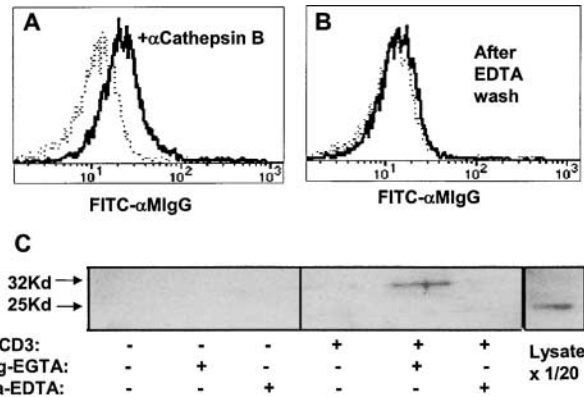 A
+αCathepsin B
10¹ 10² 10³
FITC-αMIgG
B
After
EDTA
wash
10¹ 10² 10³
FITC-αMIgG
C
32Kd
25Kd
CD3: - - - + + +
g-EGTA: - + - - + -
a-EDTA: - - + - - +
Lysate
x 1/20